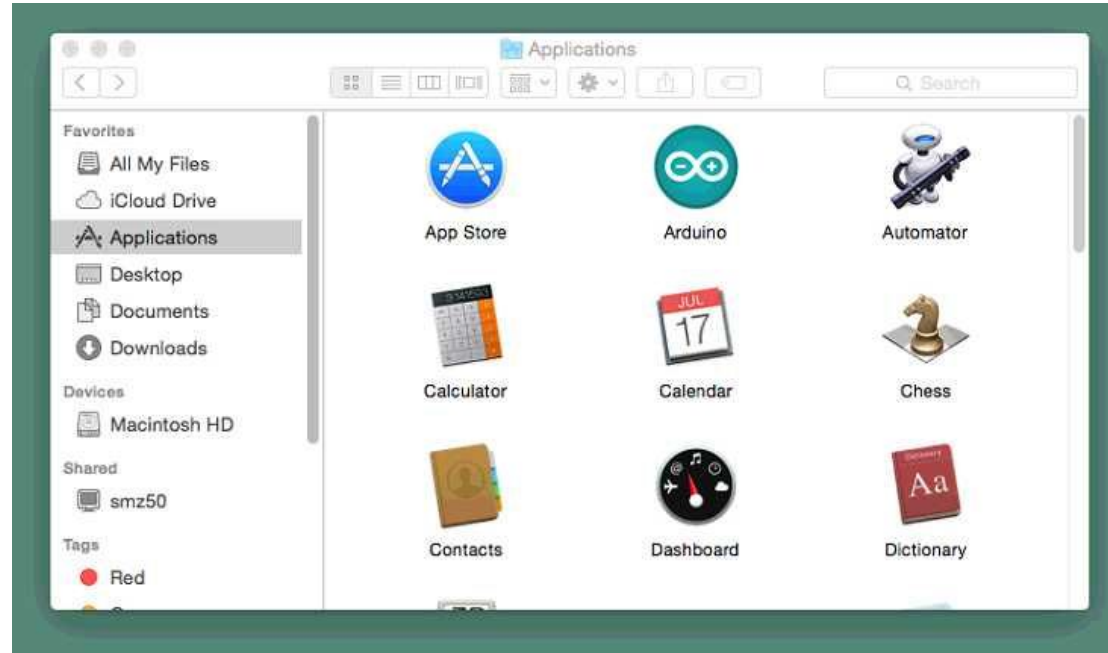 Applications
Search
Favorites
All My Files
iCloud Drive
Applications
Desktop
Documents
Downloads
Devices
Macintosh HD
Shared
smz50
Tags
Red
App Store
Arduino
Automator
Calculator
JUL
17
Calendar
Chess
Contacts
Dashboard
Dictionary
Aa
Dictionary